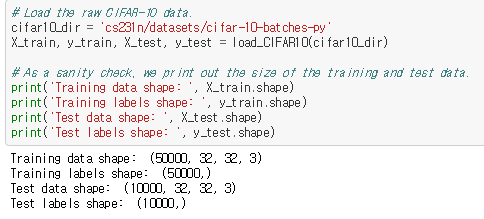 # Load the raw CIFAR-10 data.
cifar10_dir = 'cs231n/datasets/cifar-10-batches-py'
X_train, y_train, X_test, y_test = load_CIFAR10(cifar10_dir)
# As a sanity check, we print out the size of the training and test data.
print('Training data shape: ', X_train.shape)
print('Training labels shape: ', y_train.shape)
print('Test data shape: ', X_test.shape)
print('Test labels shape: ', y_test.shape)
Training data shape:  (50000, 32, 32, 3)
Training labels shape:  (50000,)
Test data shape:  (10000, 32, 32, 3)
Test labels shape:  (10000,)